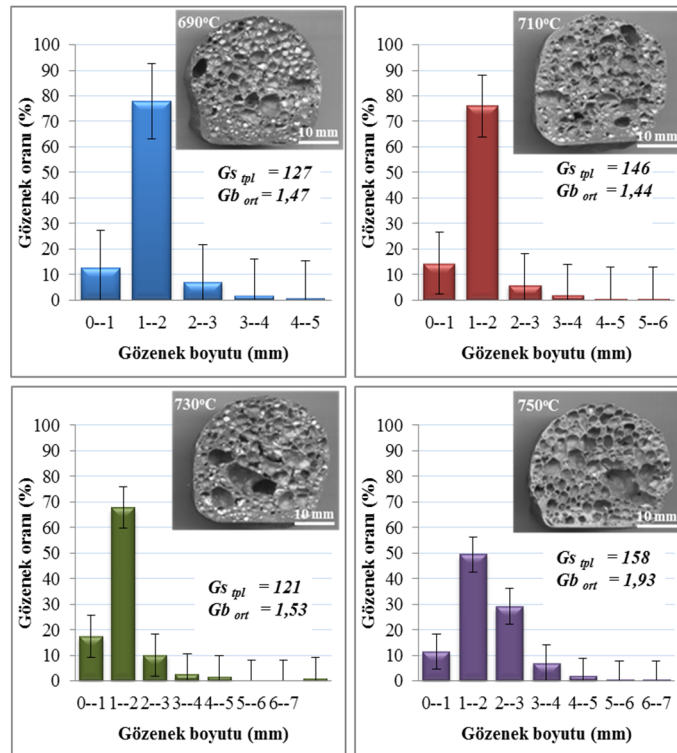 690°C
10 mm
Gs tpl = 127
Gb ort = 1,47
Gözenek oranı (%)
100
90
80
70
60
50
40
30
20
10
0
0--1 1--2 2--3 3--4 4--5
Gözenek boyutu (mm)
710°C
10 mm
Gs tpl = 146
Gb ort = 1,44
Gözenek oranı (%)
100
90
80
70
60
50
40
30
20
10
0
0--1 1--2 2--3 3--4 4--5 5--6
Gözenek boyutu (mm)
730°C
10 mm
Gs tpl = 121
Gb ort = 1,53
Gözenek oranı (%)
100
90
80
70
60
50
40
30
20
10
0
0--1 1--2 2--3 3--4 4--5 5--6 6--7
Gözenek boyutu (mm)
750°C
10 mm
Gs tpl = 158
Gb ort = 1,93
Gözenek oranı (%)
100
90
80
70
60
50
40
30
20
10
0
0--1 1--2 2--3 3--4 4--5 5--6 6--7
Gözenek boyutu (mm)